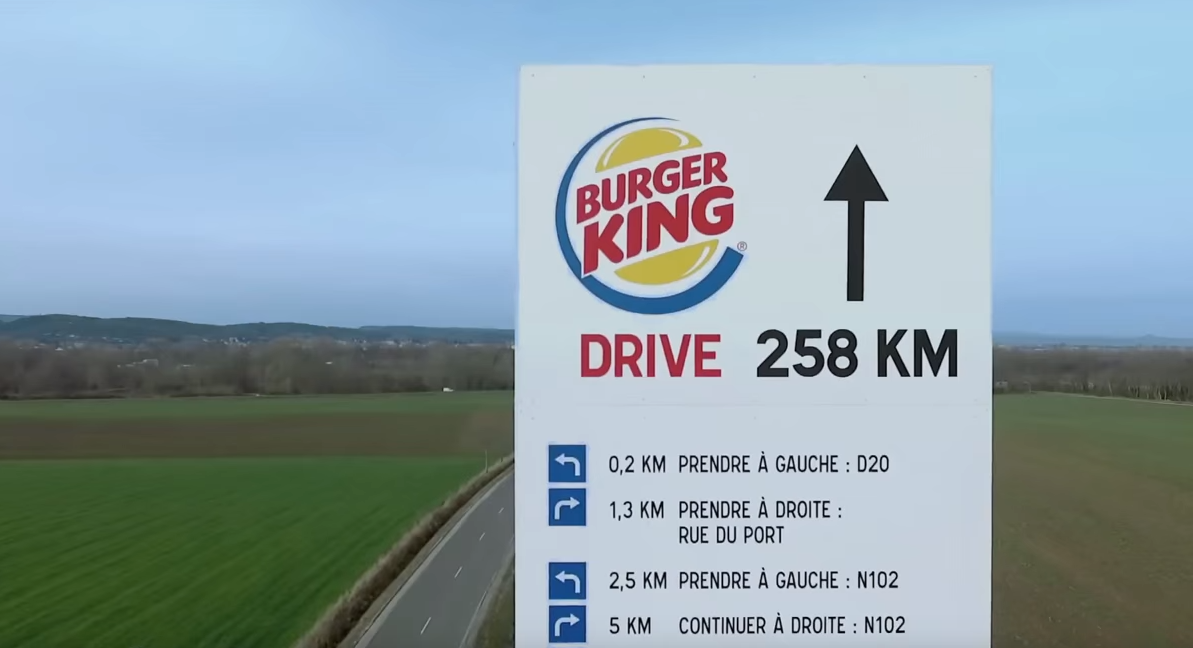 BURGER
KING®
DRIVE 258 KM
0,2 KM PRENDRE À GAUCHE : D20
1,3 KM PRENDRE À DROITE :
RUE DU PORT
2,5 KM PRENDRE À GAUCHE : N102
5 KM CONTINUER À DROITE : N102